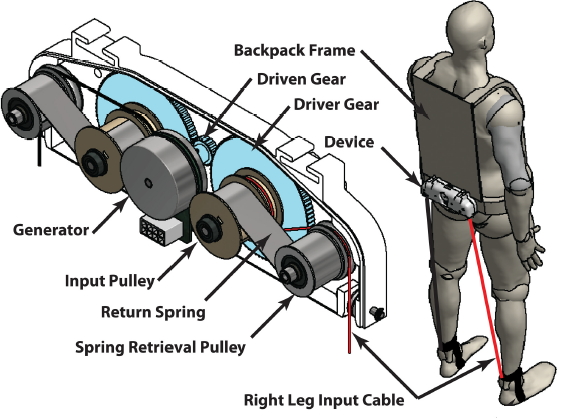 Backpack Frame
Driven Gear
Driver Gear
Device
Generator
Input Pulley
Return Spring
Spring Retrieval Pulley
Right Leg Input Cable